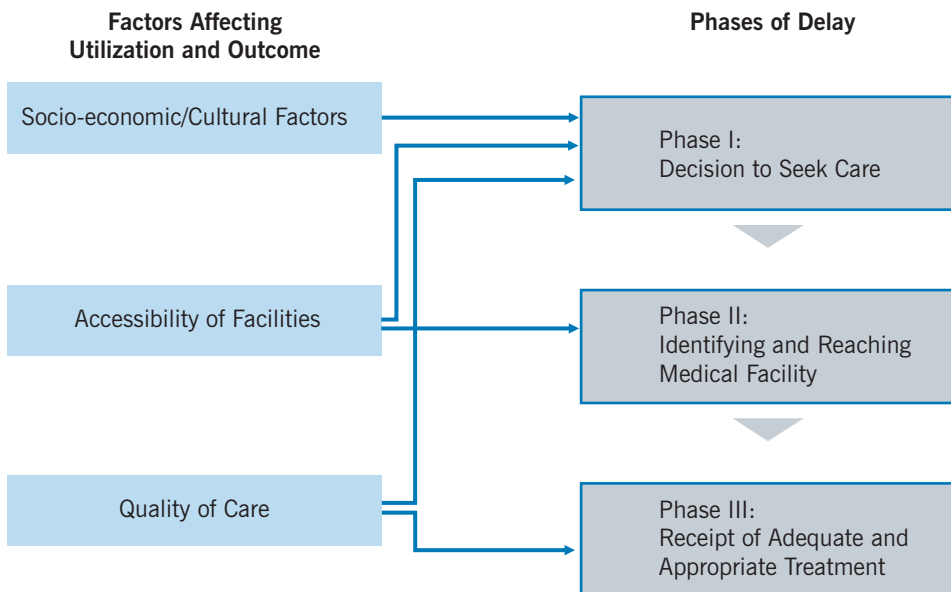 Factors Affecting
Utilization and Outcome
Phases of Delay
Socio-economic/Cultural Factors
Phase I:
Decision to Seek Care
Accessibility of Facilities
Phase II:
Identifying and Reaching
Medical Facility
Quality of Care
Phase III:
Receipt of Adequate and
Appropriate Treatment